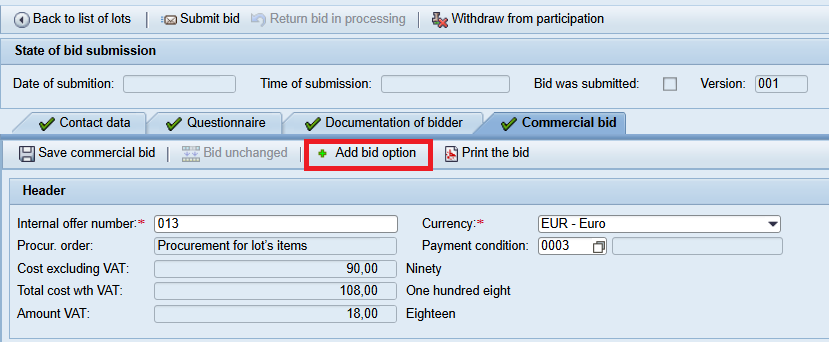 Back to list of lots Submit bid Return bid in processing Withdraw from participation
State of bid submission
Date of submition: Time of submission: Bid was submitted: Version: 001
Contact data Questionnaire Documentation of bidder Commercial bid
Save commercial bid Bid unchanged Add bid option Print the bid
Header
Internal offer number:* 013 Currency:* EUR - Euro
Procur. order: Procurement for lot's items Payment condition: 0003
Cost excluding VAT: 90,00 Ninety
Total cost wth VAT: 108,00 One hundred eight
Amount VAT: 18,00 Eighteen